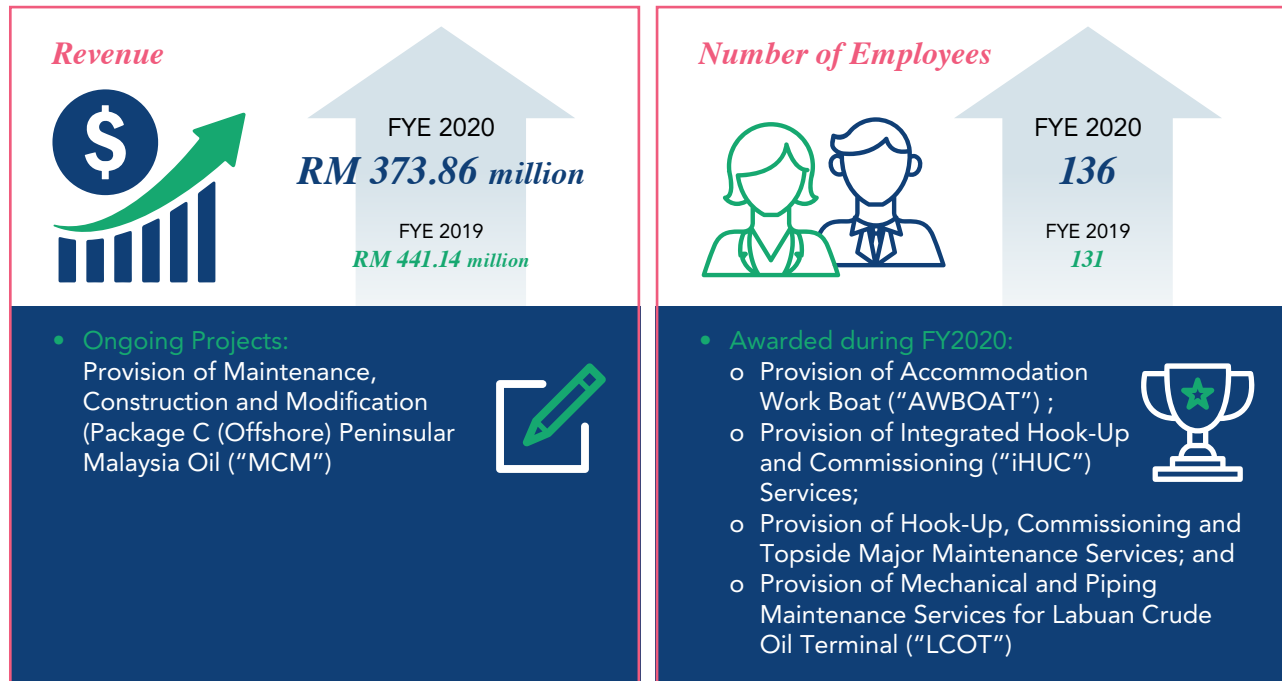 Revenue
$
FYE 2020
RM 373.86 million
FYE 2019
RM 441.14 million
• Ongoing Projects:
Provision of Maintenance,
Construction and Modification
(Package C (Offshore) Peninsular
Malaysia Oil (“MCM”)
Number of Employees
FYE 2020
136
FYE 2019
131
• Awarded during FY2020:
o Provision of Accommodation
Work Boat (“AWBOAT”) ;
o Provision of Integrated Hook-Up
and Commissioning (“iHUC”)
Services;
o Provision of Hook-Up, Commissioning and
Topside Major Maintenance Services; and
o Provision of Mechanical and Piping
Maintenance Services for Labuan Crude
Oil Terminal (“LCOT”)